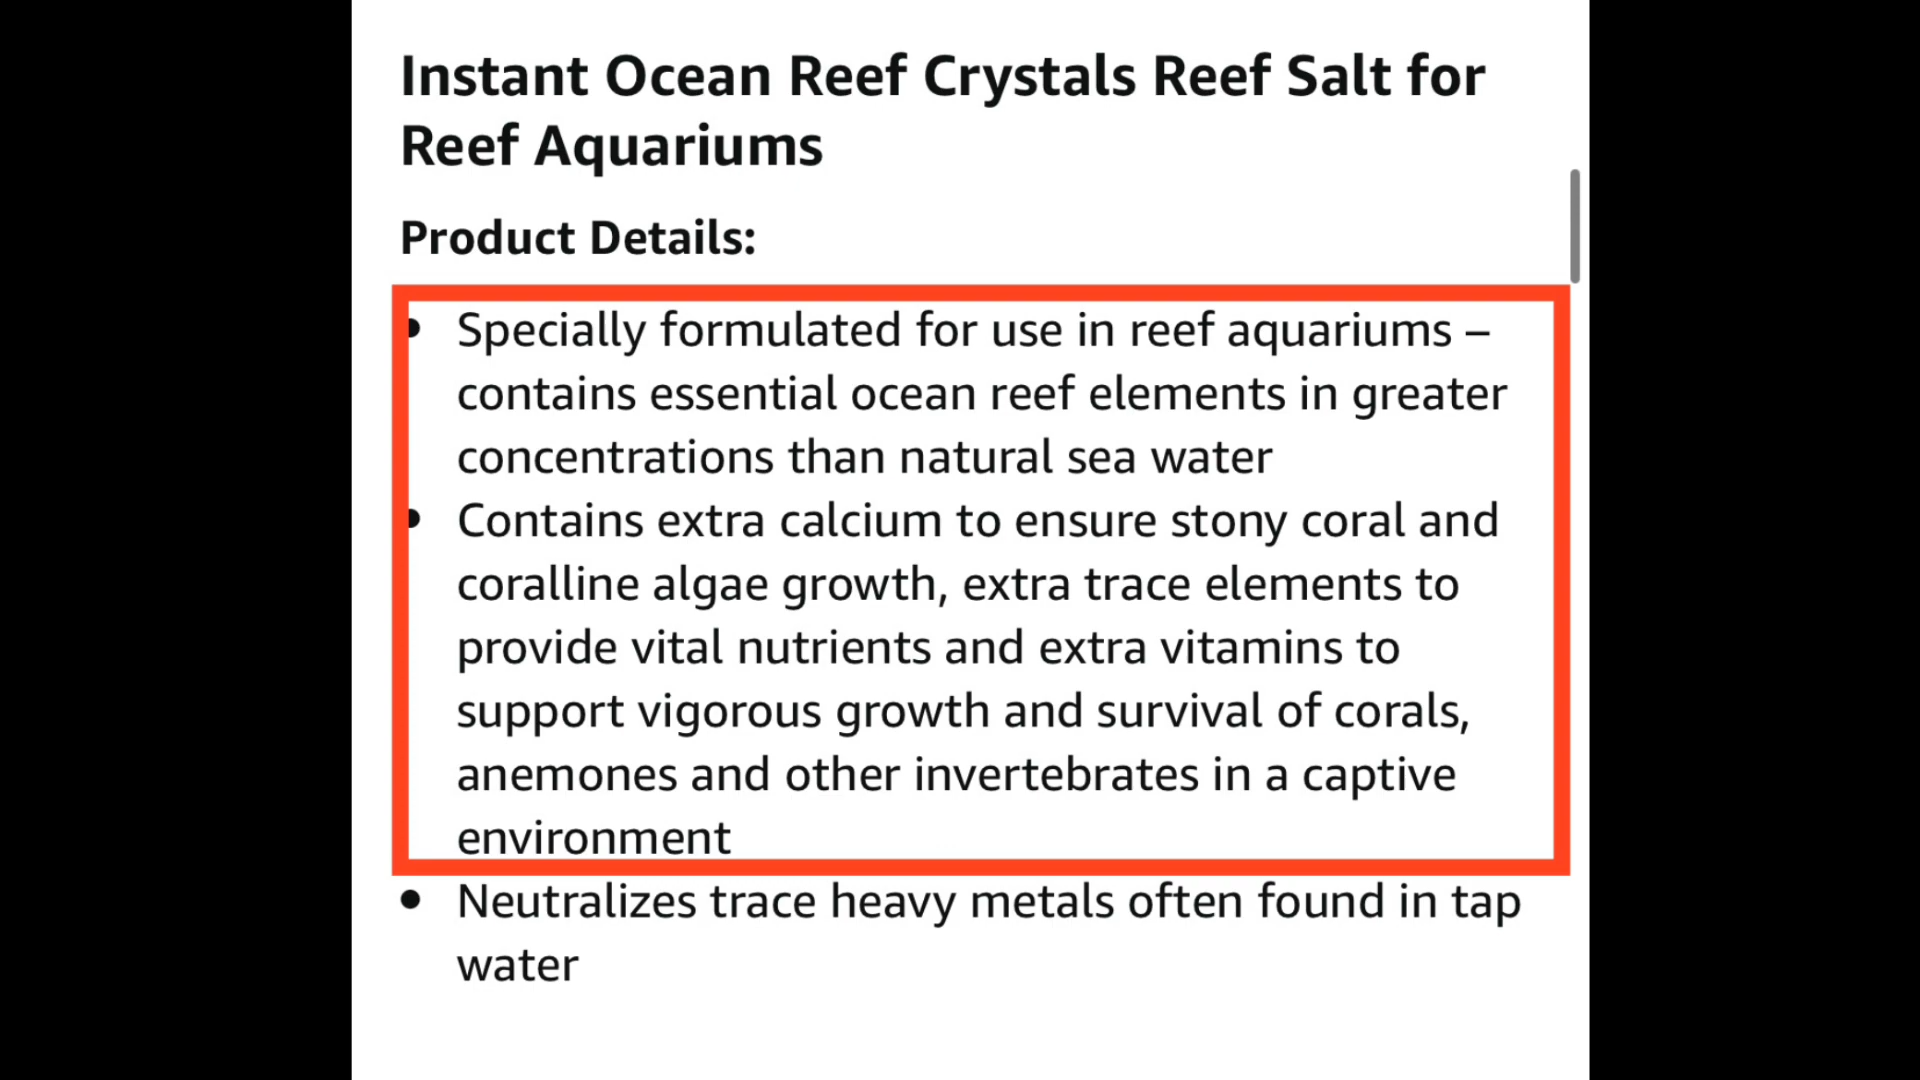 Instant Ocean Reef Crystals Reef Salt for
Reef Aquariums
Product Details:
• Specially formulated for use in reef aquariums –
contains essential ocean reef elements in greater
concentrations than natural sea water
• Contains extra calcium to ensure stony coral and
coralline algae growth, extra trace elements to
provide vital nutrients and extra vitamins to
support vigorous growth and survival of corals,
anemones and other invertebrates in a captive
environment
• Neutralizes trace heavy metals often found in tap
water